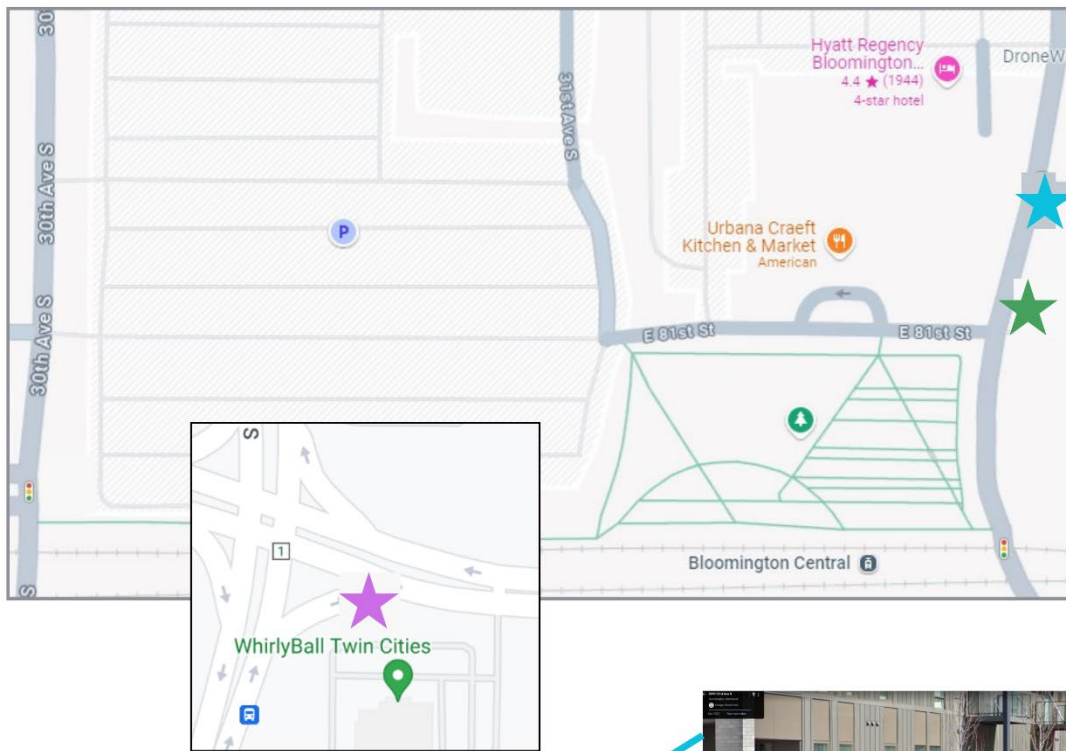 30
30th Ave S
30th Ave S
S
31st Ave S
Hyatt Regency
Bloomington...
4.4 ★ (1944)
4-star hotel
DroneW
P
Urbana Craeft
Kitchen & Market
American
E 81st St
E 81st St
Bloomington Central
S
1
WhirlyBall Twin Cities